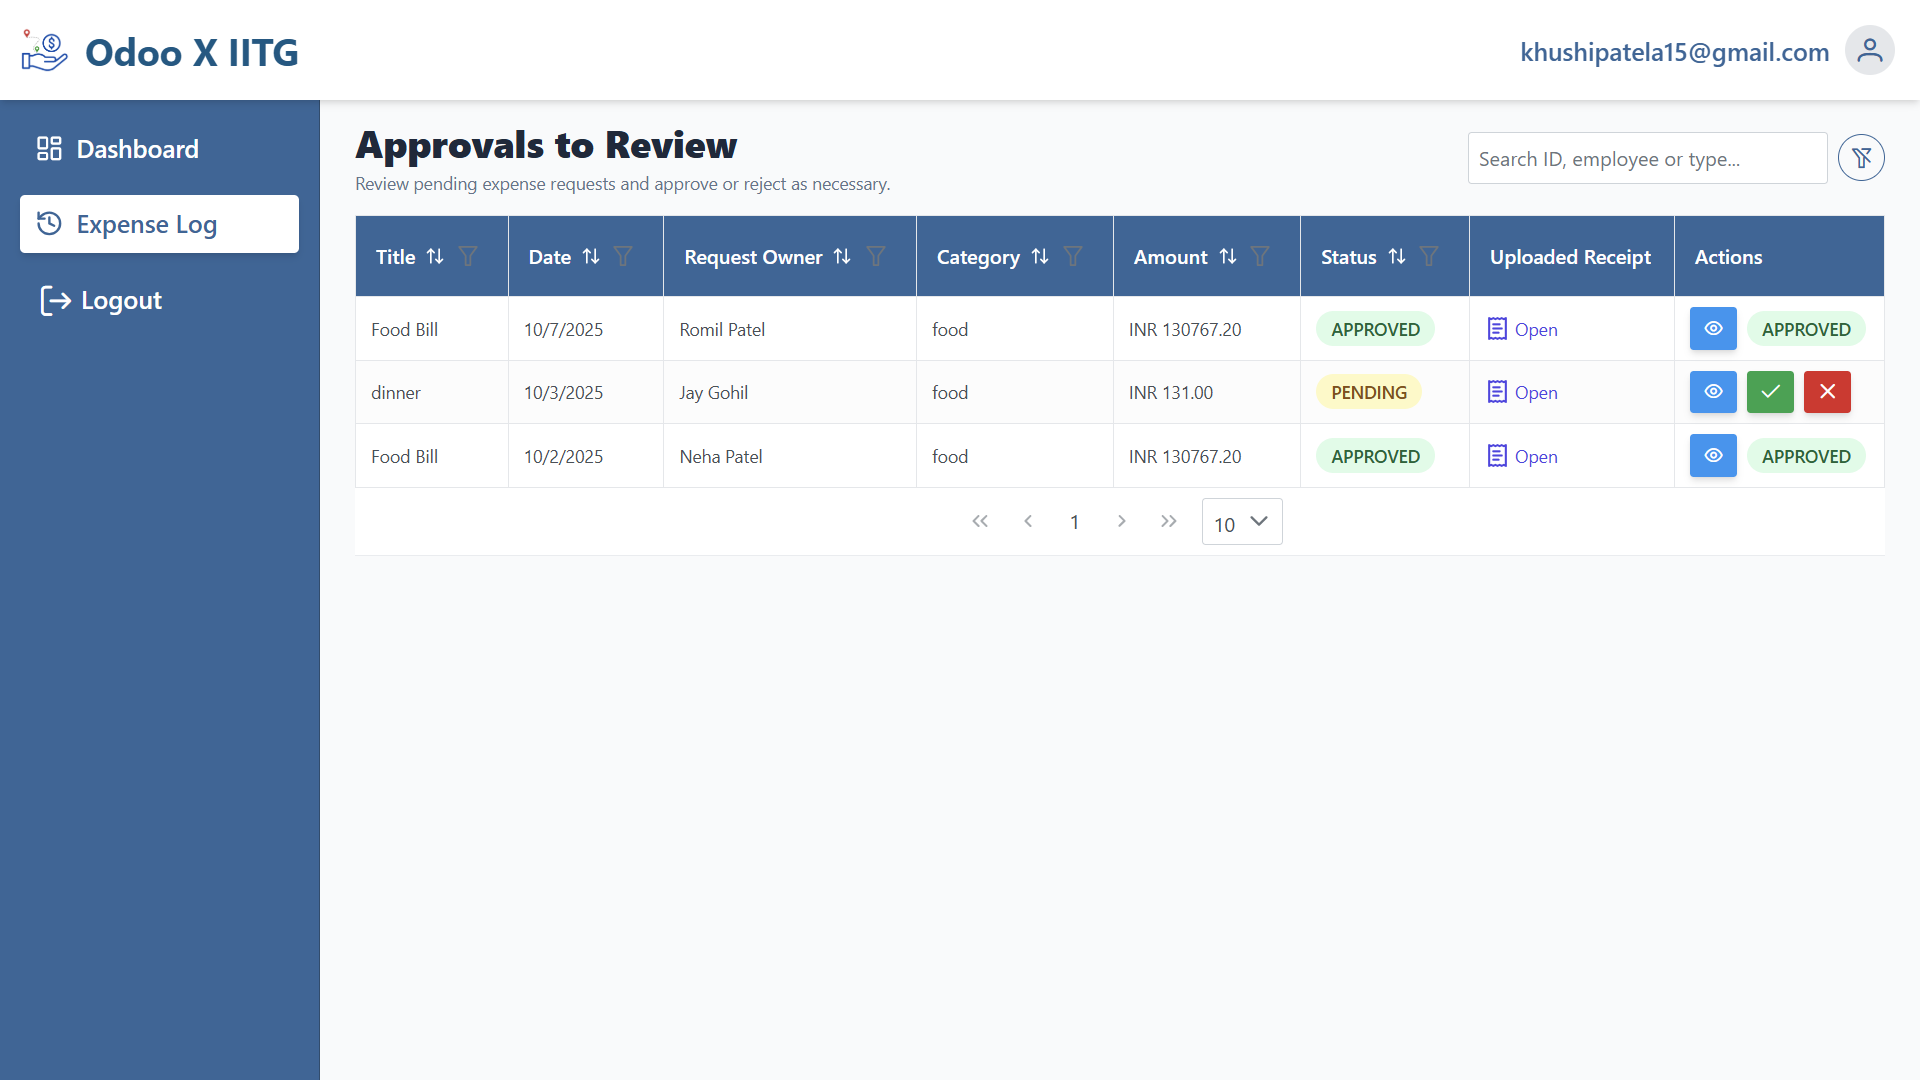 Odoo X IITG
khushipatela15@gmail.com
Dashboard
Expense Log
Logout
Approvals to Review
Review pending expense requests and approve or reject as necessary.
Search ID, employee or type...
Title Date Request Owner Category Amount Status Uploaded Receipt Actions
Food Bill 10/7/2025 Romil Patel food INR 130767.20 APPROVED Open APPROVED
dinner 10/3/2025 Jay Gohil food INR 131.00 PENDING Open
Food Bill 10/2/2025 Neha Patel food INR 130767.20 APPROVED Open APPROVED
1 10